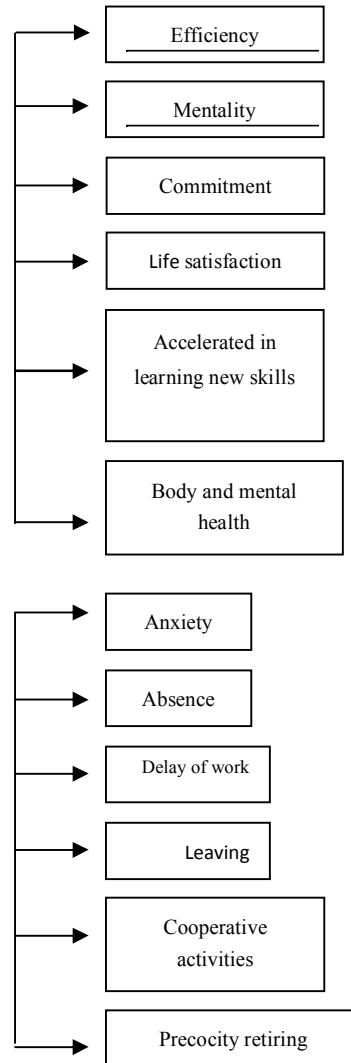 Efficiency
Mentality
Commitment
Life satisfaction
Accelerated in
learning new skills
Body and mental
health
Anxiety
Absence
Delay of work
Leaving
Cooperative
activities
Precocity retiring